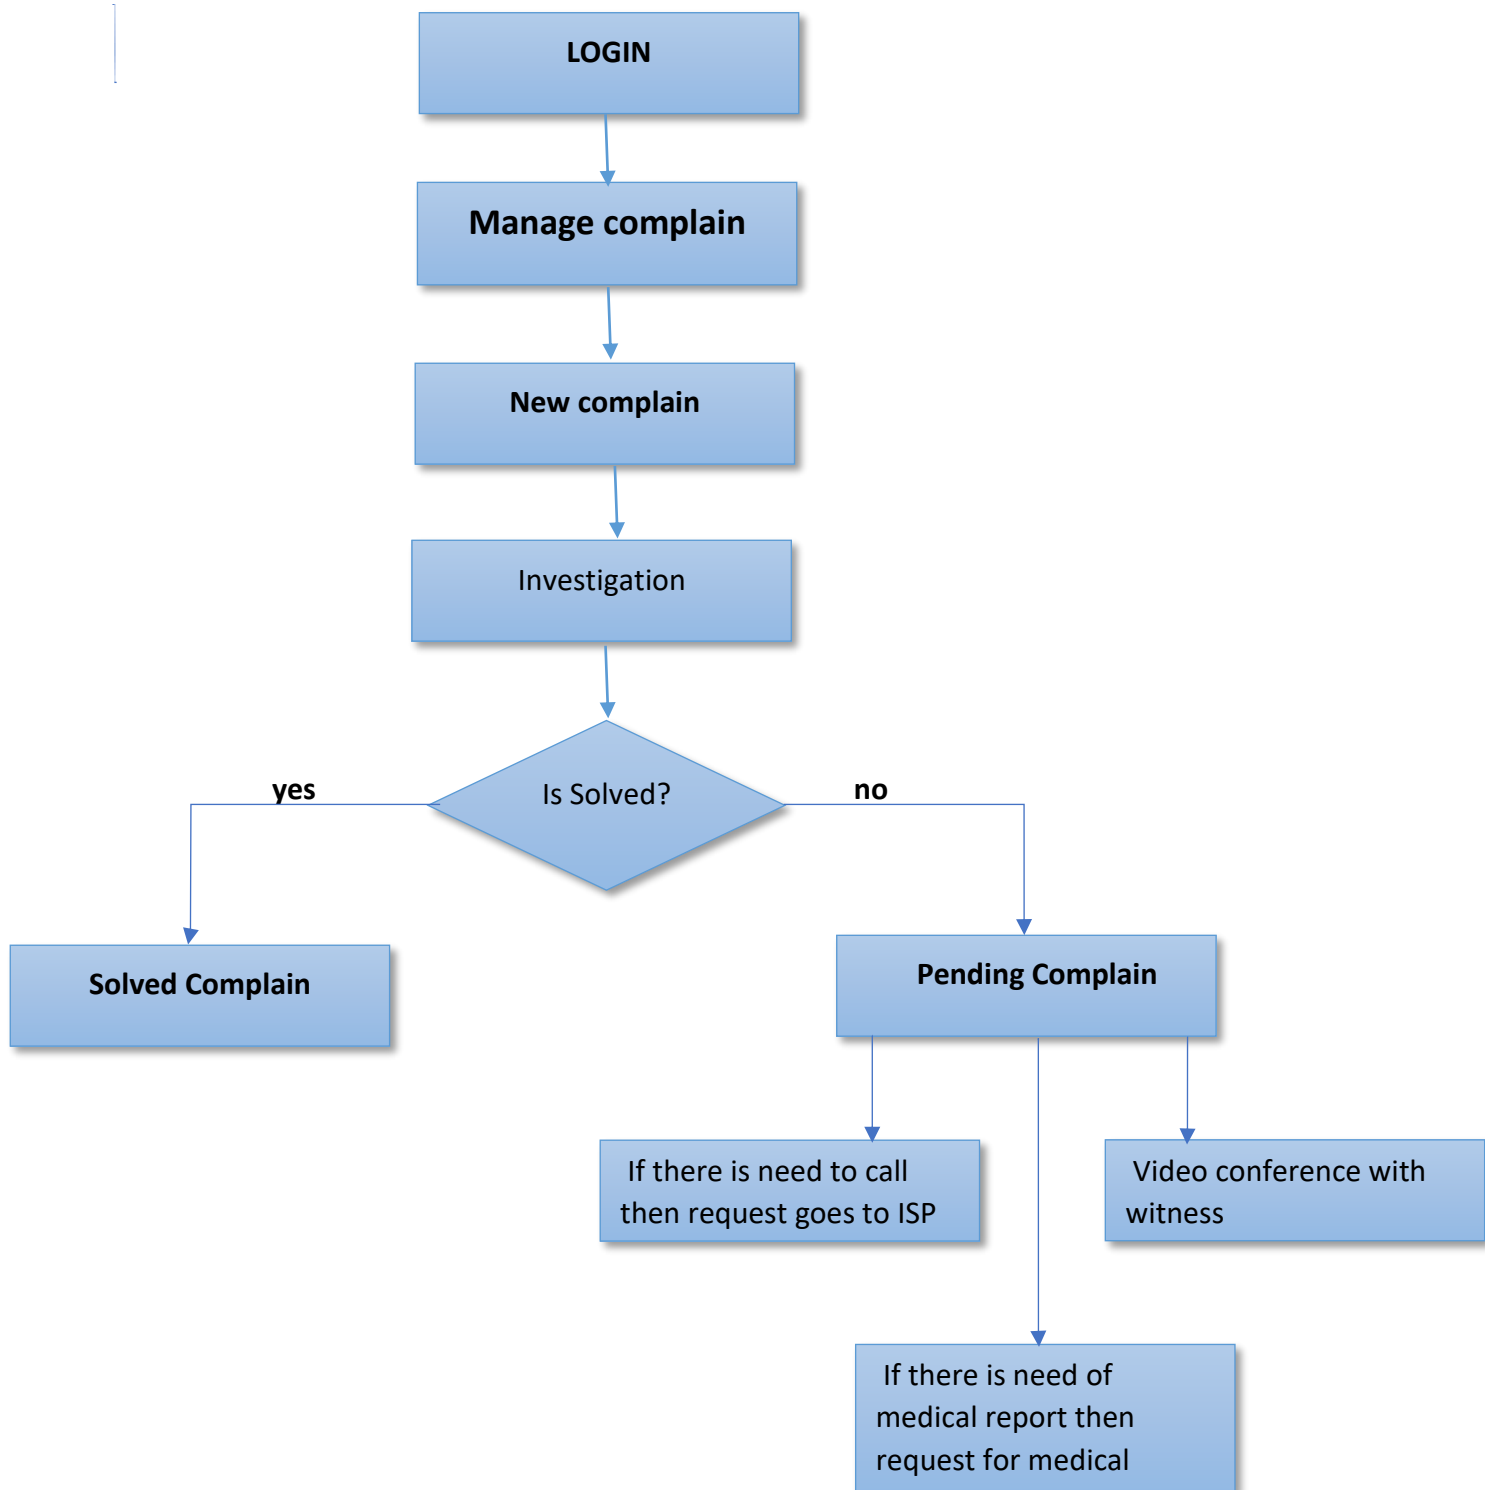 LOGIN
Manage complain
New complain
Investigation
Is Solved?
yes
no
Solved Complain
Pending Complain
If there is need to call
then request goes to ISP
Video conference with
witness
If there is need of
medical report then
request for medical